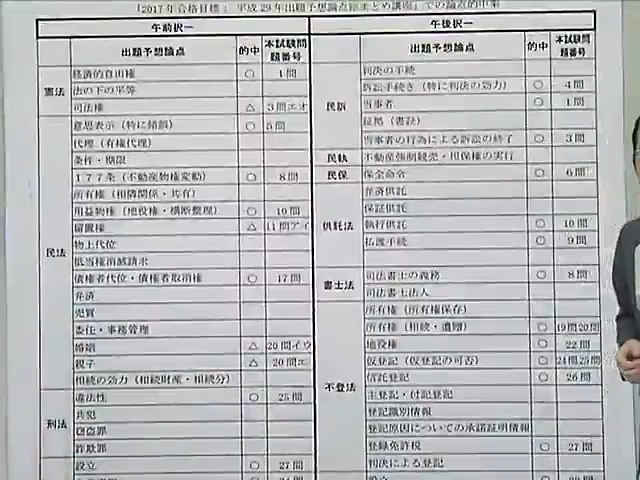 「2017年合格目標：平成29年出題予想論点総まとめ講座」での論点的中率
午前択一
出題予想論点 的中 本試験問題番号
憲法
経済的自由権 ○ 1問
法の下の平等
司法権 △ 3問エオ
民法
意思表示（特に錯誤） ○ 5問
代理（有権代理）
条件・期限
177条（不動産物権変動） ○ 8問
所有権（相隣関係・共有）
用益物権（地役権・横断整理） ○ 10問
留置権 △ 11問アイ
物上代位
抵当権消滅請求
債権者代位・債権者取消権 ○ 17問
弁済
売買
委任・事務管理
婚姻 △ 20問イウ
親子 △ 20問エ
相続の効力（相続財産・相続分）
刑法
違法性 ○ 25問
共犯
窃盗罪
詐欺罪
設立 ○ 27問
午後択一
出題予想論点 的中 本試験問題番号
民訴
判決の手続
訴訟手続き（特に判決の効力） ○ 4問
当事者 ○ 1問
証拠（書証）
当事者の行為による訴訟の終了 ○ 3問
民執 不動産強制競売・担保権の実行
民保 保全命令 ○ 6問
供託法
弁済供託
保証供託
執行供託 ○ 10問
払渡手続 ○ 9問
書士法
司法書士の義務 ○ 8問
司法書士法人
不登法
所有権（所有権保存）
所有権（相続・遺贈） ○ 19問20問
地役権 ○ 22問
仮登記（仮登記の可否） ○ 24問25問
信託登記 ○ 26問
主登記・付記登記
登記識別情報
登記原因についての承諾証明情報
登録免許税 ○ 27問
判決による登記